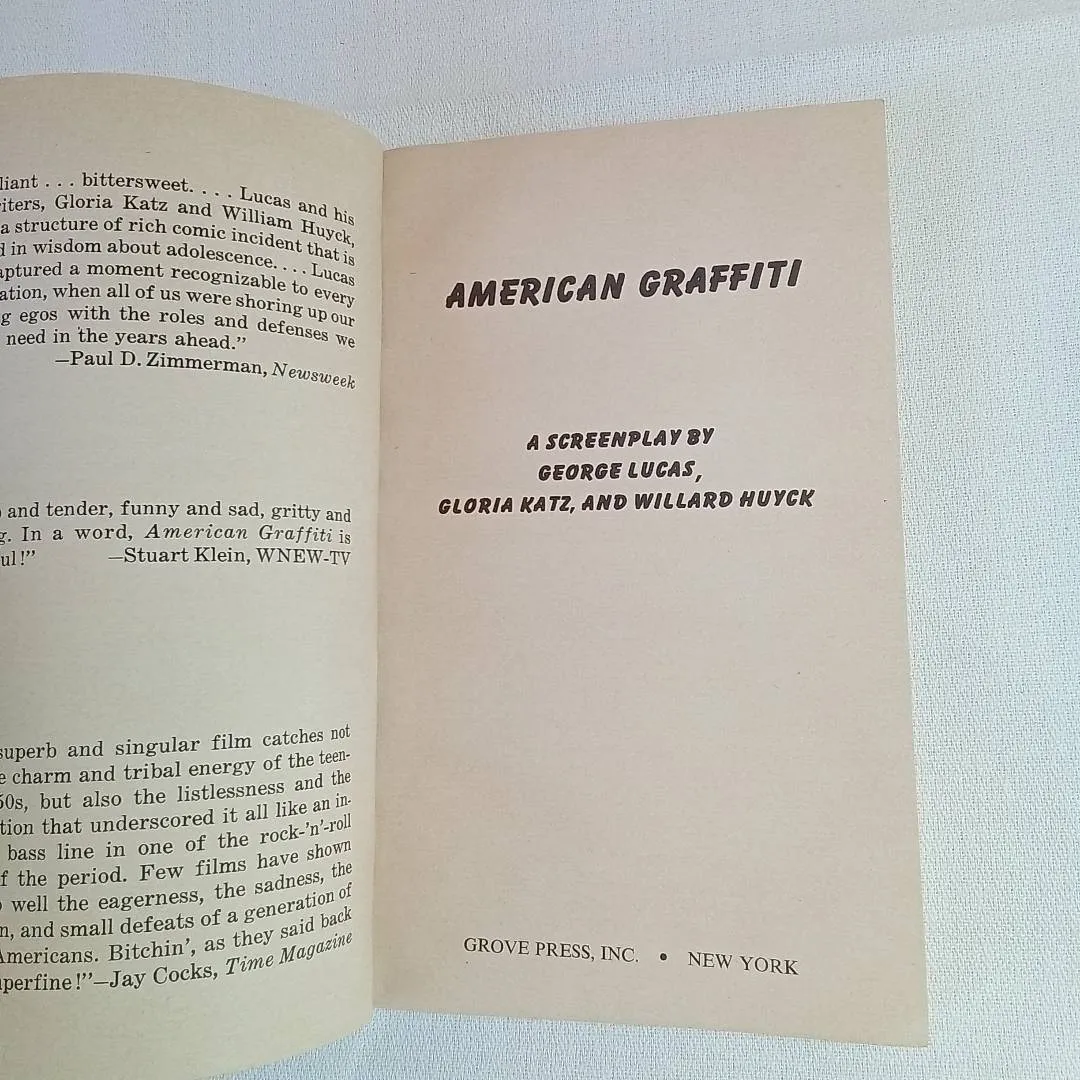 liant . . . bittersweet. . . . Lucas and his
iters, Gloria Katz and William Huyck,
a structure of rich comic incident that is
d in wisdom about adolescence. . . . Lucas
aptured a moment recognizable to every
ation, when all of us were shoring up our
g egos with the roles and defenses we
need in the years ahead.”
—Paul D. Zimmerman, Newsweek
and tender, funny and sad, gritty and
g. In a word, American Graffiti is
ul!” —Stuart Klein, WNEW-TV
superb and singular film catches not
e charm and tribal energy of the teen-
50s, but also the listlessness and the
tion that underscored it all like an in-
bass line in one of the rock-’n’-roll
f the period. Few films have shown
well the eagerness, the sadness, the
n, and small defeats of a generation of
Americans. Bitchin’, as they said back
perfine!”—Jay Cocks, Time Magazine
AMERICAN GRAFFITI
A SCREENPLAY BY
GEORGE LUCAS,
GLORIA KATZ, AND WILLARD HUYCK
GROVE PRESS, INC. • NEW YORK